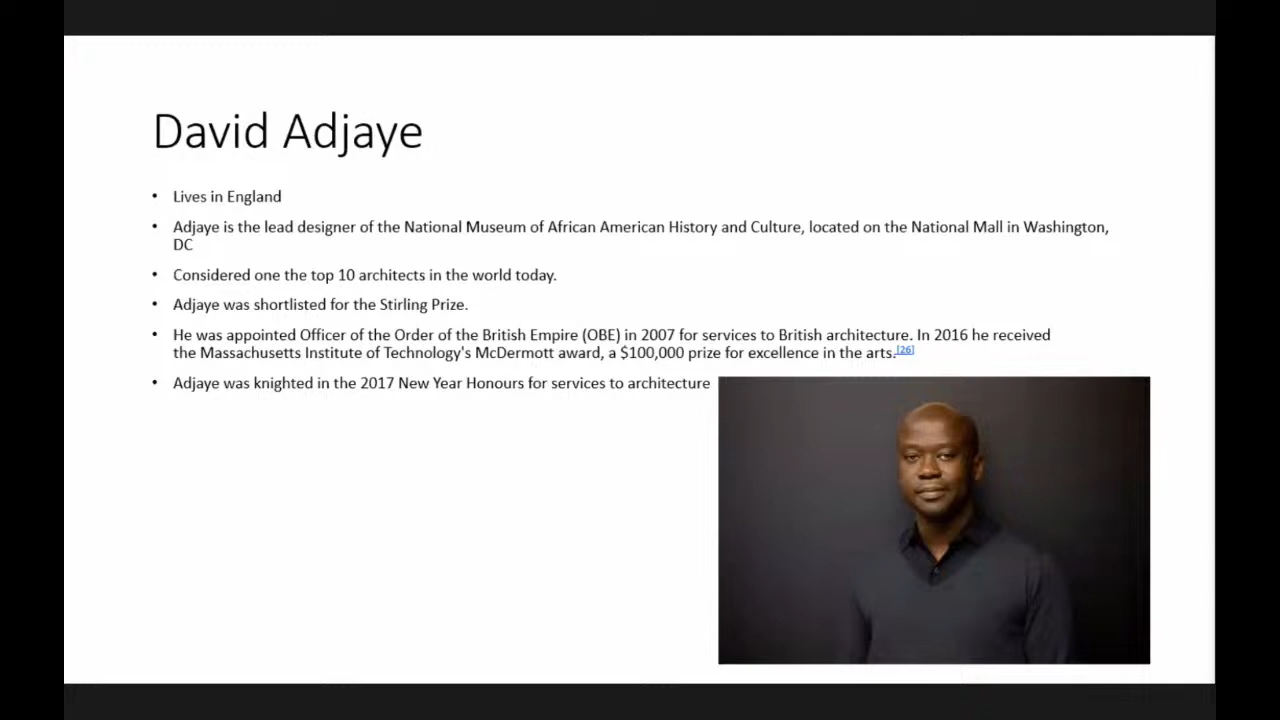 David Adjaye
• Lives in England
• Adjaye is the lead designer of the National Museum of African American History and Culture, located on the National Mall in Washington,
DC
• Considered one the top 10 architects in the world today.
• Adjaye was shortlisted for the Stirling Prize.
• He was appointed Officer of the Order of the British Empire (OBE) in 2007 for services to British architecture. In 2016 he received
the Massachusetts Institute of Technology's McDermott award, a $100,000 prize for excellence in the arts.[26]
• Adjaye was knighted in the 2017 New Year Honours for services to architecture